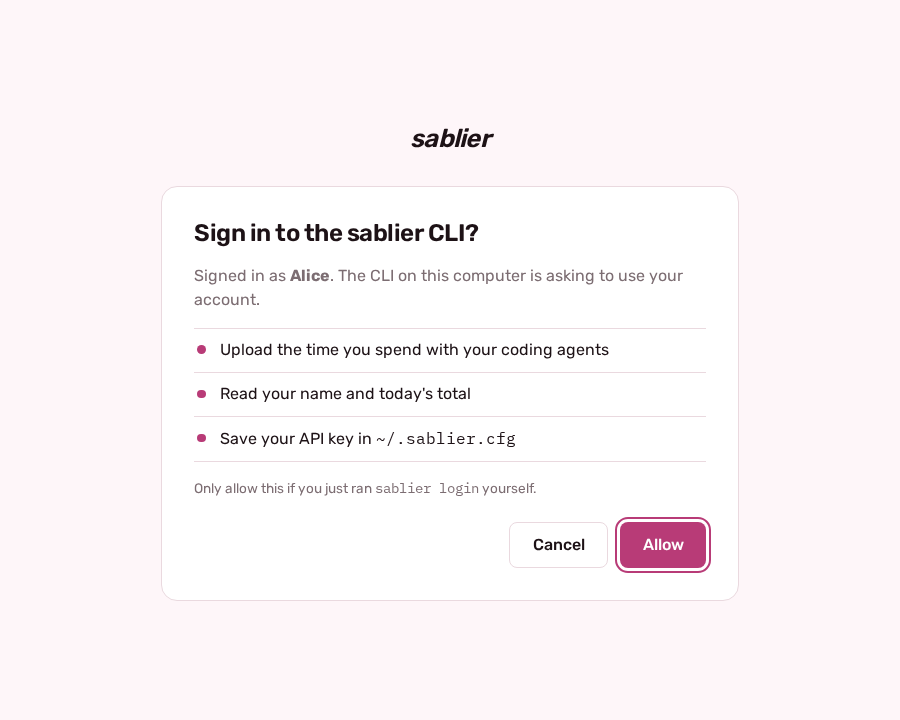 sablier
Sign in to the sablier CLI?
Signed in as Alice. The CLI on this computer is asking to use your
account.
Upload the time you spend with your coding agents
Read your name and today's total
Save your API key in ~/.sablier.cfg
Only allow this if you just ran sablier login yourself.
Cancel
Allow